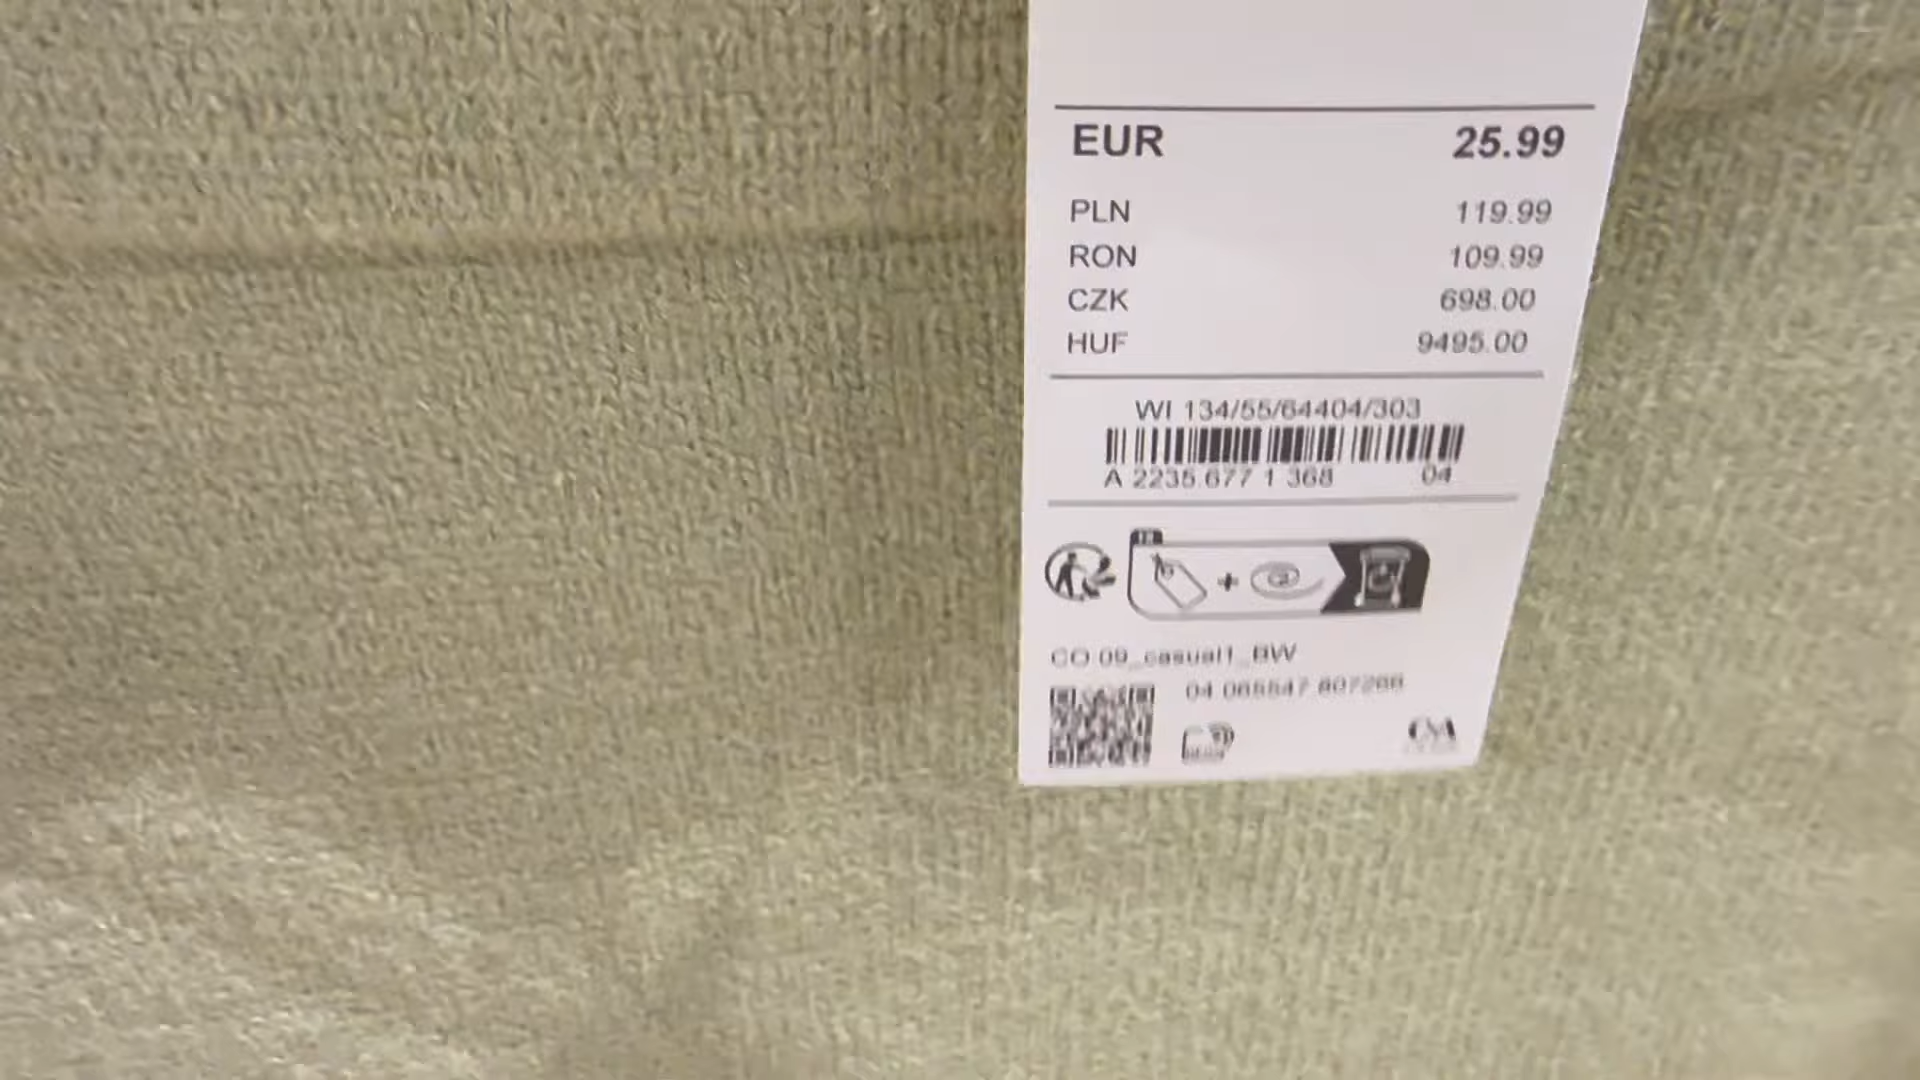 EUR 25.99
PLN 119.99
RON 109.99
CZK 698.00
HUF 9495.00
WI 134/55/64404/303
A 2235.677 1 368 04
CO 09_casual1_BW
04
C&A